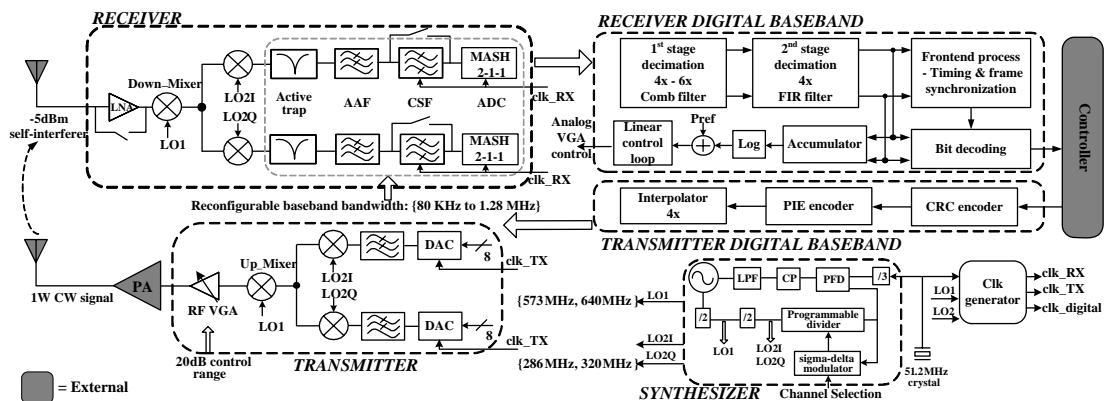 RECEIVER
LNA
Down_Mixer
-5dBm
self-interferer
LO1
LO2I
LO2Q
Active
trap
AAF
CSF
MASH
2-1-1
ADC
clk_RX
MASH
2-1-1
clk_RX
Reconfigurable baseband bandwidth: {80 KHz to 1.28 MHz}
RECEIVER DIGITAL BASEBAND
1st stage
decimation
4x - 6x
Comb filter
2nd stage
decimation
4x
FIR filter
Frontend process
- Timing & frame
synchronization
Analog
VGA
control
Linear
control
loop
Pref
Log
Accumulator
Bit decoding
Controller
Interpolator
4x
PIE encoder
CRC encoder
TRANSMITTER DIGITAL BASEBAND
1W CW signal
PA
RF VGA
Up_Mixer
LO1
LO2I
LO2Q
DAC
8
clk_TX
DAC
8
clk_TX
20dB control
range
TRANSMITTER
{573MHz, 640MHz}
LO1
LO2I
LO2Q
{286MHz, 320MHz}
LPF
CP
PFD
/3
/2
/2
LO1
LO2I
LO2Q
Programmable
divider
sigma-delta
modulator
Channel Selection
SYNTHESIZER
51.2MHz
crystal
LO1
LO2
Clk
generator
clk_RX
clk_TX
clk_digital
= External